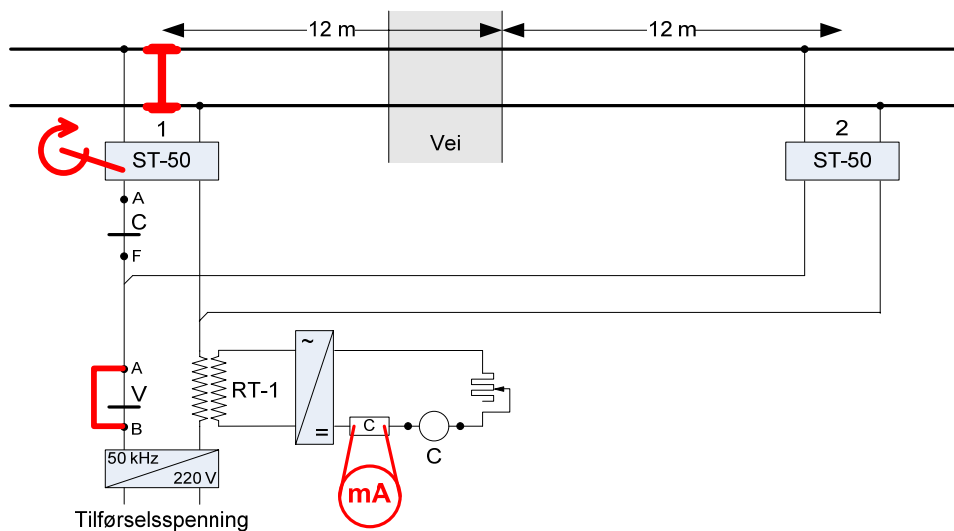 12 m
12 m
Vei
1
ST-50
2
ST-50
A
C
F
A
V
B
RT-1
~
=
C
C
mA
50 kHz
220 V
Tilførselsspenning